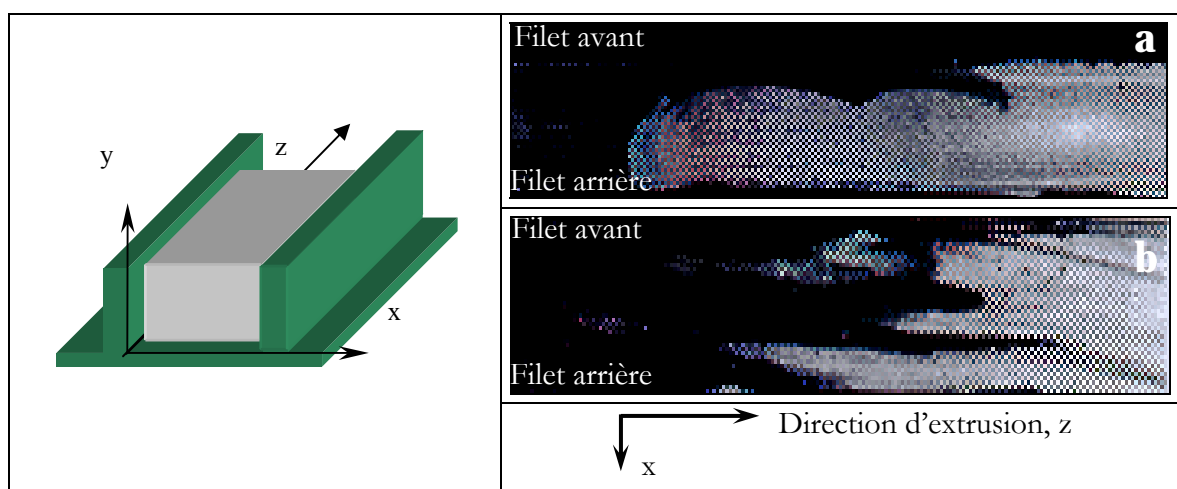 y
z
x
Filet avant
a
Filet arrière
Filet avant
b
Filet arrière
Direction d'extrusion, z
x